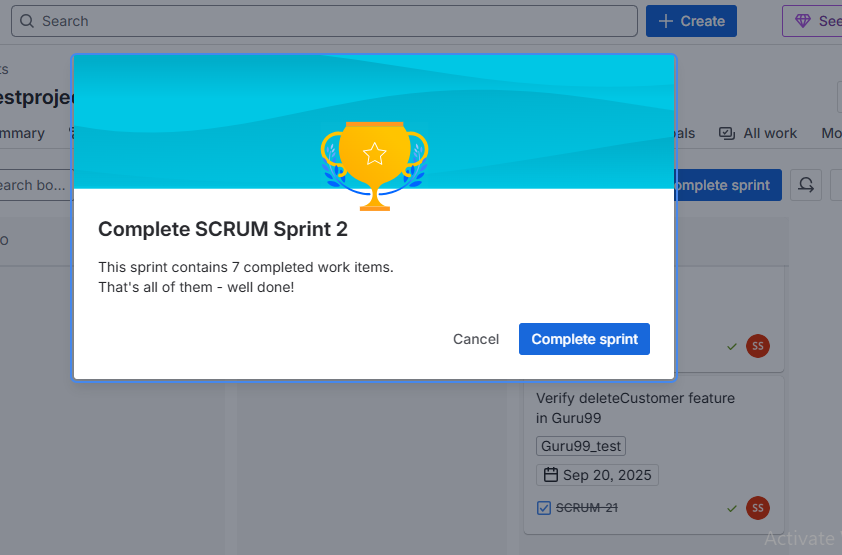 Search
Create
See
ts
estproje
mmary
als
All work
Mo
earch bo...
omplete sprint
O
Complete SCRUM Sprint 2
This sprint contains 7 completed work items.
That's all of them - well done!
Cancel
Complete sprint
SS
Verify deleteCustomer feature
in Guru99
Guru99_test
Sep 20, 2025
SCRUM-21
SS
Activate